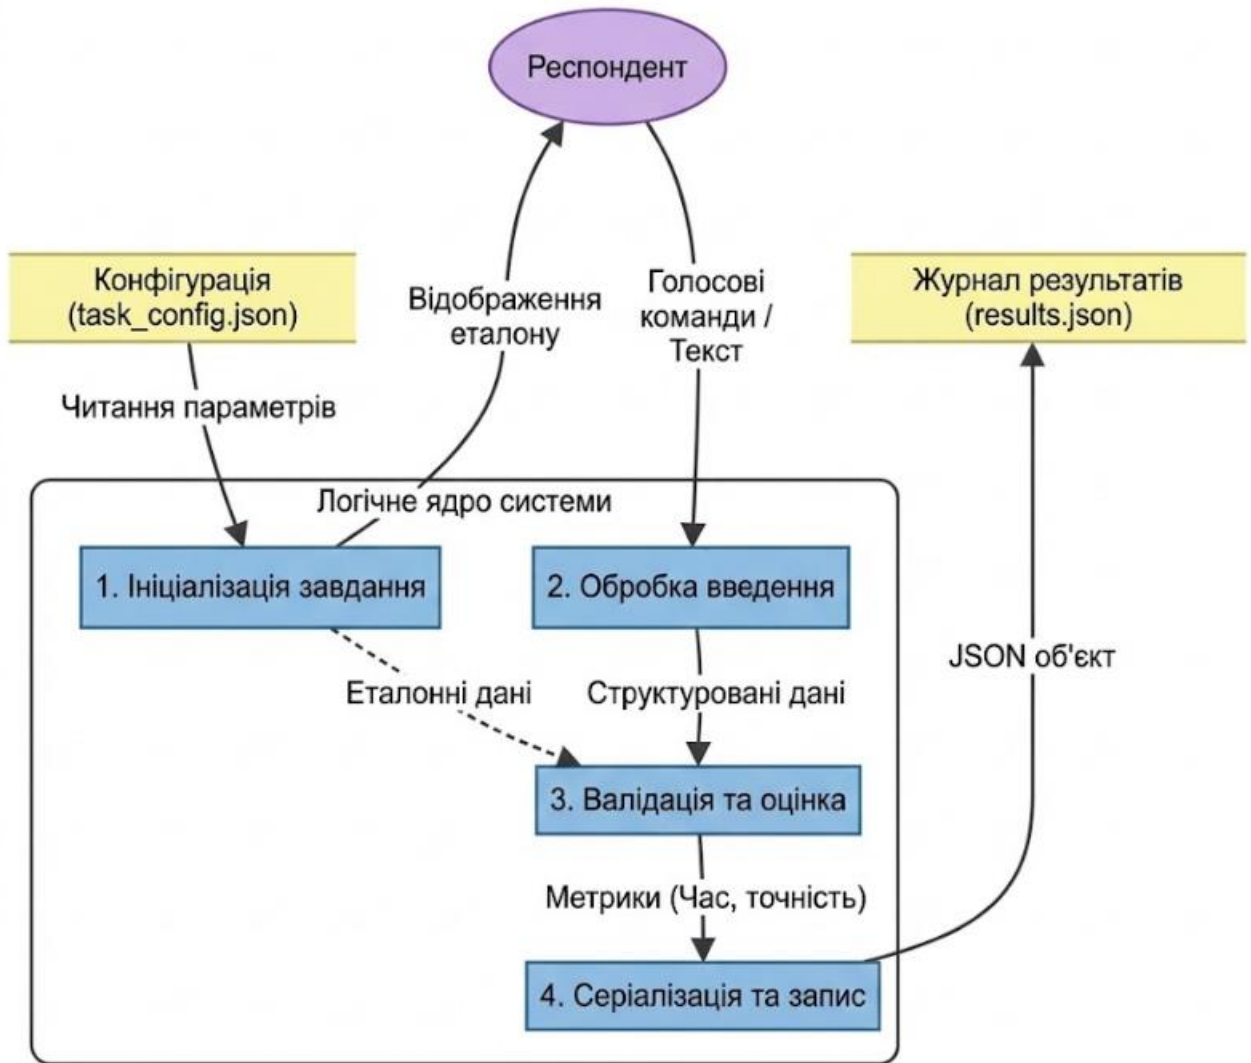 Респондент
Конфігурація
(task_config.json)
Відображення
еталону
Голосові
команди /
Текст
Журнал результатів
(results.json)
Читання параметрів
Логічне ядро системи
1. Ініціалізація завдання
2. Обробка введення
JSON об'єкт
Еталонні дані
Структуровані дані
3. Валідація та оцінка
Метрики (Час, точність)
4. Серіалізація та запис